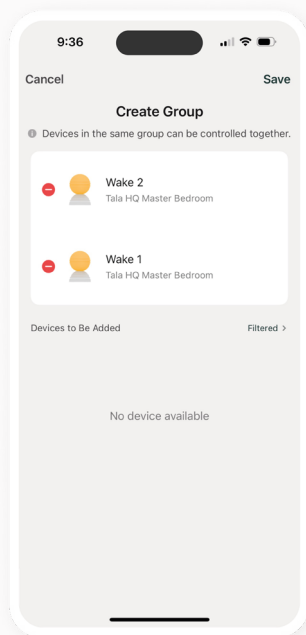 9:36
Cancel Save
Create Group
Devices in the same group can be controlled together.
Wake 2
Tala HQ Master Bedroom
Wake 1
Tala HQ Master Bedroom
Devices to Be Added Filtered >
No device available